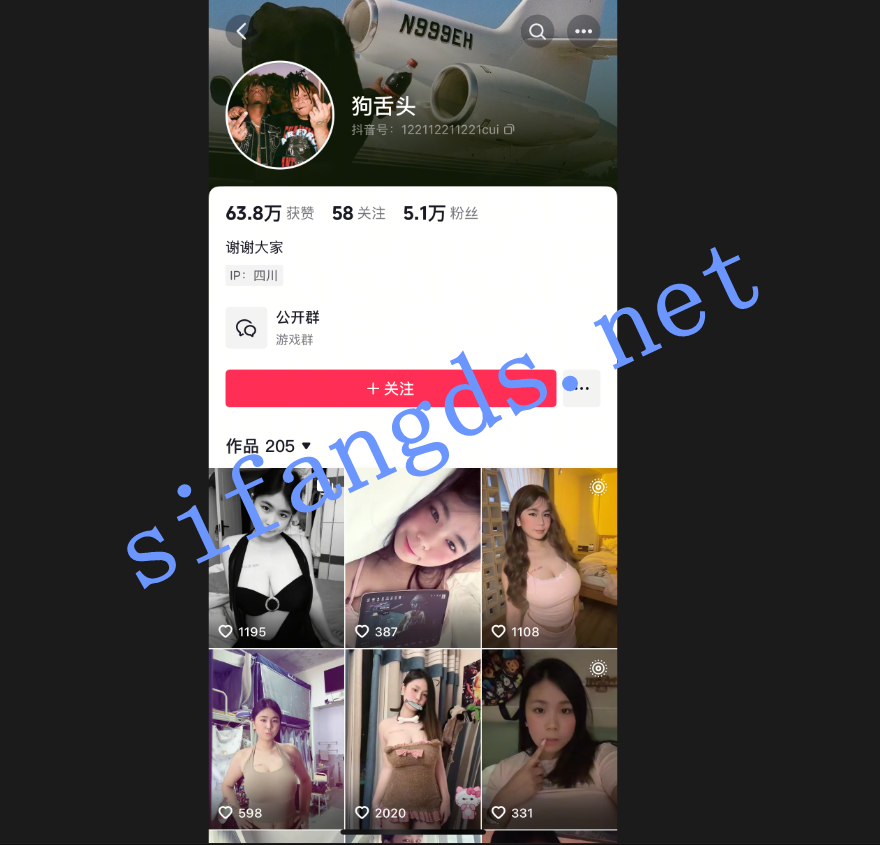 N999EH
狗舌头
抖音号：122112211221cui
63.8万 获赞 58 关注 5.1万 粉丝
谢谢大家
IP：四川
公开群
游戏群
＋关注
作品 205
sifangds.net
1195
387
1108
598
2020
331